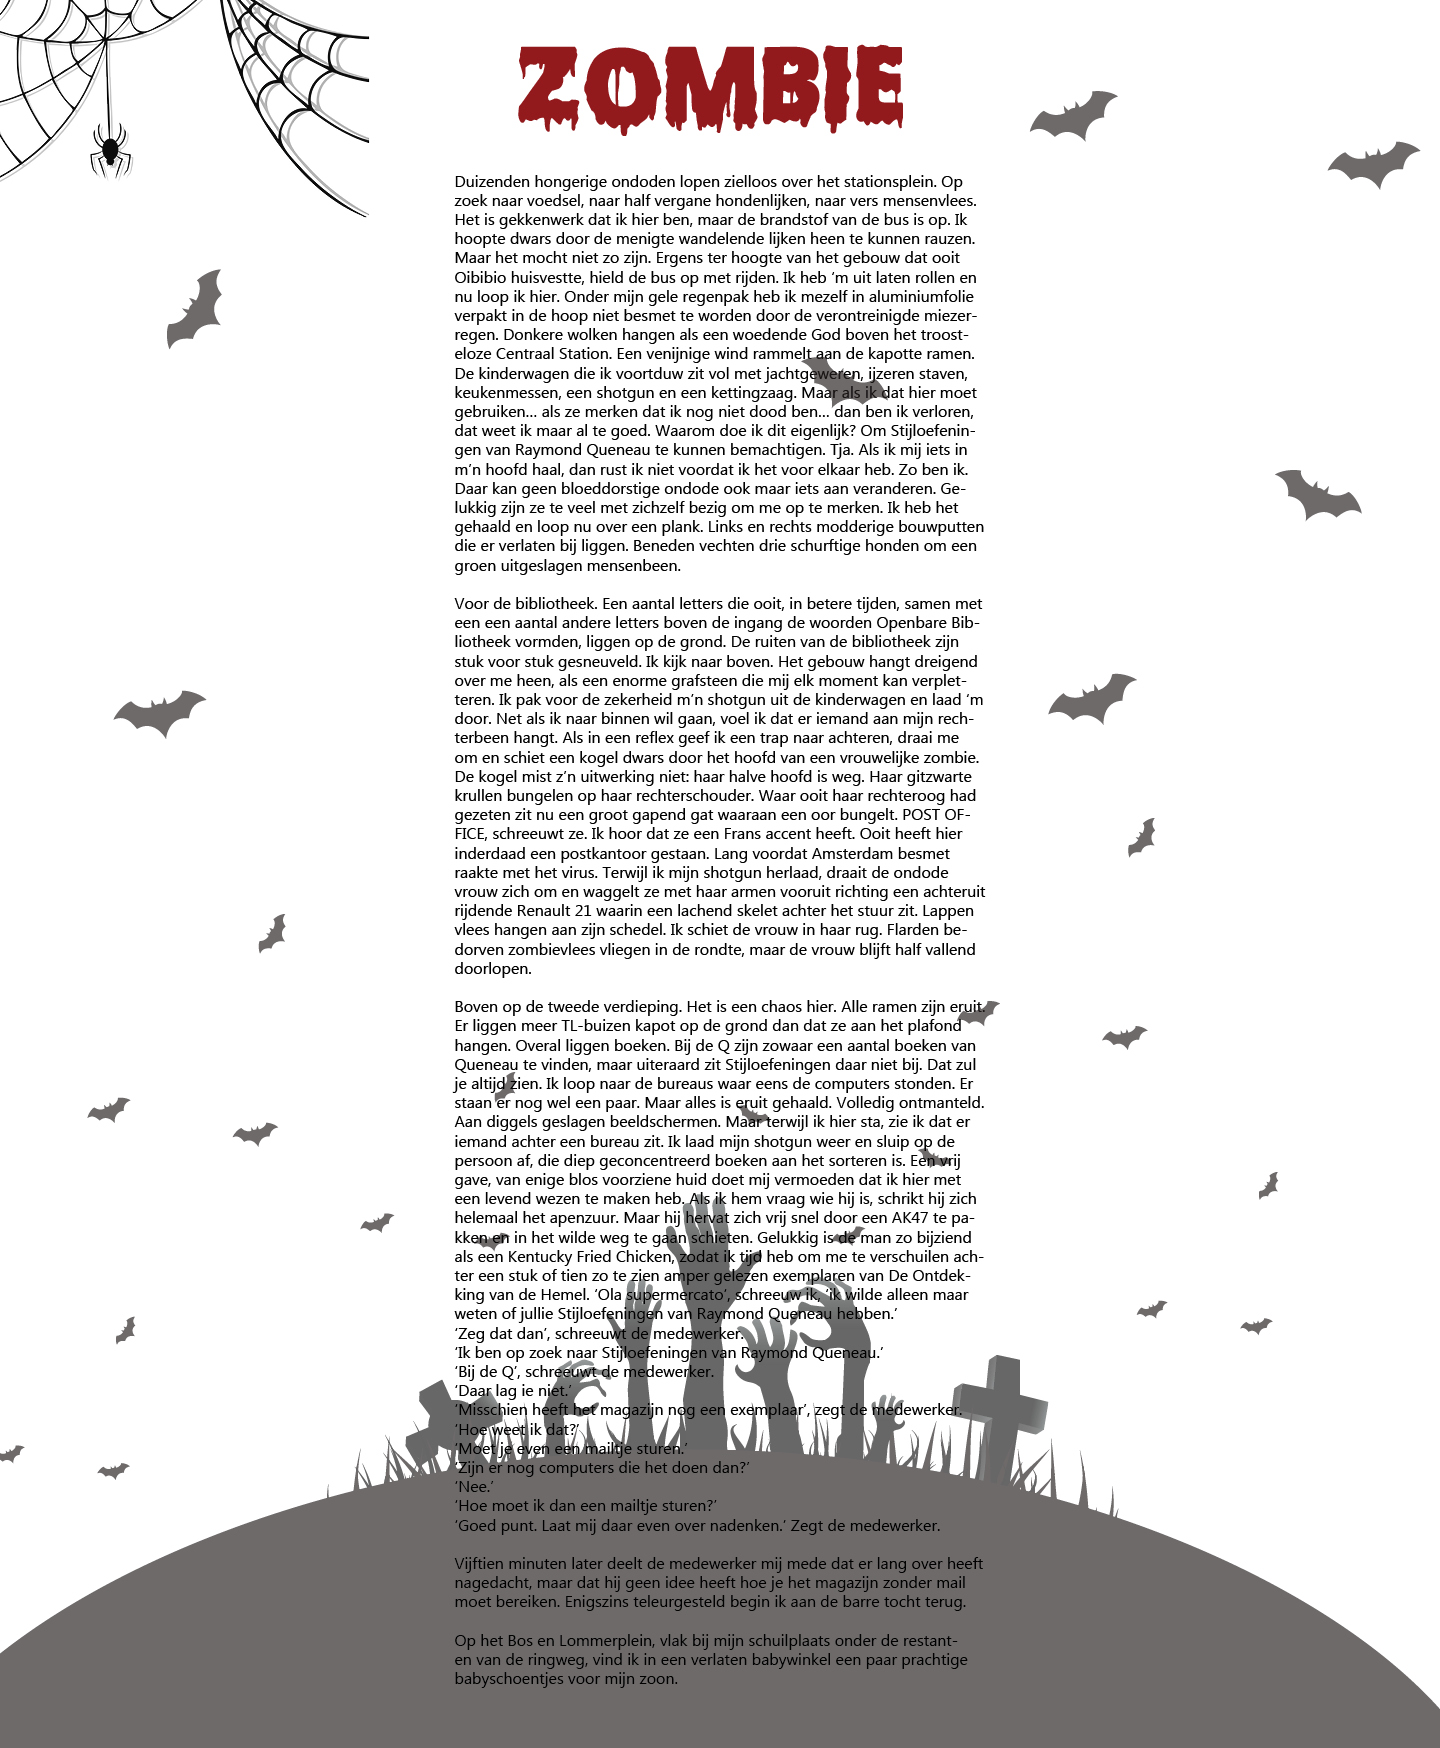 ZOMBIE
Duizenden hongerige ondoden lopen zielloos over het stationsplein. Op
zoek naar voedsel, naar half vergane hondenlijken, naar vers mensenvlees.
Het is gekkenwerk dat ik hier ben, maar de brandstof van de bus is op. Ik
hoopte dwars door de menigte wandelende lijken heen te kunnen rauzen.
Maar het mocht niet zo zijn. Ergens ter hoogte van het gebouw dat ooit
Oibibio huisvestte, hield de bus op met rijden. Ik heb ‘m uit laten rollen en
nu loop ik hier. Onder mijn gele regenpak heb ik mezelf in aluminiumfolie
verpakt in de hoop niet besmet te worden door de verontreinigde miezer-
regen. Donkere wolken hangen als een woedende God boven het troost-
eloze Centraal Station. Een venijnige wind rammelt aan de kapotte ramen.
De kinderwagen die ik voortduw zit vol met jachtgeweren, ijzeren staven,
keukenmessen, een shotgun en een kettingzaag. Maar als ik dat hier moet
gebruiken... als ze merken dat ik nog niet dood ben... dan ben ik verloren,
dat weet ik maar al te goed. Waarom doe ik dit eigenlijk? Om Stijloefenin-
gen van Raymond Queneau te kunnen bemachtigen. Tja. Als ik mij iets in
m’n hoofd haal, dan rust ik niet voordat ik het voor elkaar heb. Zo ben ik.
Daar kan geen bloeddorstige ondode ook maar iets aan veranderen. Ge-
lukkig zijn ze te veel met zichzelf bezig om me op te merken. Ik heb het
gehaald en loop nu over een plank. Links en rechts modderige bouwputten
die er verlaten bij liggen. Beneden vechten drie schurftige honden om een
groen uitgeslagen mensenbeen.
Voor de bibliotheek. Een aantal letters die ooit, in betere tijden, samen met
een een aantal andere letters boven de ingang de woorden Openbare Bib-
liotheek vormden, liggen op de grond. De ruiten van de bibliotheek zijn
stuk voor stuk gesneuveld. Ik kijk naar boven. Het gebouw hangt dreigend
over me heen, als een enorme grafsteen die mij elk moment kan verplet-
teren. Ik pak voor de zekerheid m’n shotgun uit de kinderwagen en laad ‘m
door. Net als ik naar binnen wil gaan, voel ik dat er iemand aan mijn rech-
terbeen hangt. Als in een reflex geef ik een trap naar achteren, draai me
om en schiet een kogel dwars door het hoofd van een vrouwelijke zombie.
De kogel mist z’n uitwerking niet: haar halve hoofd is weg. Haar gitzwarte
krullen bungelen op haar rechterschouder. Waar ooit haar rechteroog had
gezeten zit nu een groot gapend gat waaraan een oor bungelt. POST OF-
FICE, schreeuwt ze. Ik hoor dat ze een Frans accent heeft. Ooit heeft hier
inderdaad een postkantoor gestaan. Lang voordat Amsterdam besmet
raakte met het virus. Terwijl ik mijn shotgun herlaad, draait de ondode
vrouw zich om en waggelt ze met haar armen vooruit richting een achteruit
rijdende Renault 21 waarin een lachend skelet achter het stuur zit. Lappen
vlees hangen aan zijn schedel. Ik schiet de vrouw in haar rug. Flarden be-
dorven zombievlees vliegen in de rondte, maar de vrouw blijft half vallend
doorlopen.
Boven op de tweede verdieping. Het is een chaos hier. Alle ramen zijn eruit.
Er liggen meer TL-buizen kapot op de grond dan dat ze aan het plafond
hangen. Overal liggen boeken. Bij de Q zijn zowaar een aantal boeken van
Queneau te vinden, maar uiteraard zit Stijloefeningen daar niet bij. Dat zul
je altijd zien. Ik loop naar de bureaus waar eens de computers stonden. Er
staan er nog wel een paar. Maar alles is eruit gehaald. Volledig ontmanteld.
Aan diggels geslagen beeldschermen. Maar terwijl ik hier sta, zie ik dat er
iemand achter een bureau zit. Ik laad mijn shotgun weer en sluip op de
persoon af, die diep geconcentreerd boeken aan het sorteren is. Een vrij
gave, van enige blos voorziene huid doet mij vermoeden dat ik hier met
een levend wezen te maken heb. Als ik hem vraag wie hij is, schrikt hij zich
helemaal het apenzuur. Maar hij hervat zich vrij snel door een AK47 te pa-
kken en in het wilde weg te gaan schieten. Gelukkig is de man zo bijziend
als een Kentucky Fried Chicken, zodat ik tijd heb om me te verschuilen ach-
ter een stuk of tien zo te zien amper gelezen exemplaren van De Ontdek-
king van de Hemel. ‘Ola supermercato’, schreeuw ik, ‘ik wilde alleen maar
weten of jullie Stijloefeningen van Raymond Queneau hebben.’
‘Zeg dat dan’, schreeuwt de medewerker.
‘Ik ben op zoek naar Stijloefeningen van Raymond Queneau.’
‘Bij de Q’, schreeuwt de medewerker.
‘Daar lag ie niet.’
‘Misschien heeft het magazijn nog een exemplaar’, zegt de medewerker.
‘Hoe weet ik dat?’
‘Moet je even een mailtje sturen.’
‘Zijn er nog computers die het doen dan?’
‘Nee.’
‘Hoe moet ik dan een mailtje sturen?’
‘Goed punt. Laat mij daar even over nadenken.’ Zegt de medewerker.
Vijftien minuten later deelt de medewerker mij mede dat er lang over heeft
nagedacht, maar dat hij geen idee heeft hoe je het magazijn zonder mail
moet bereiken. Enigszins teleurgesteld begin ik aan de barre tocht terug.
Op het Bos en Lommerplein, vlak bij mijn schuilplaats onder de restant-
en van de ringweg, vind ik in een verlaten babywinkel een paar prachtige
babyschoentjes voor mijn zoon.